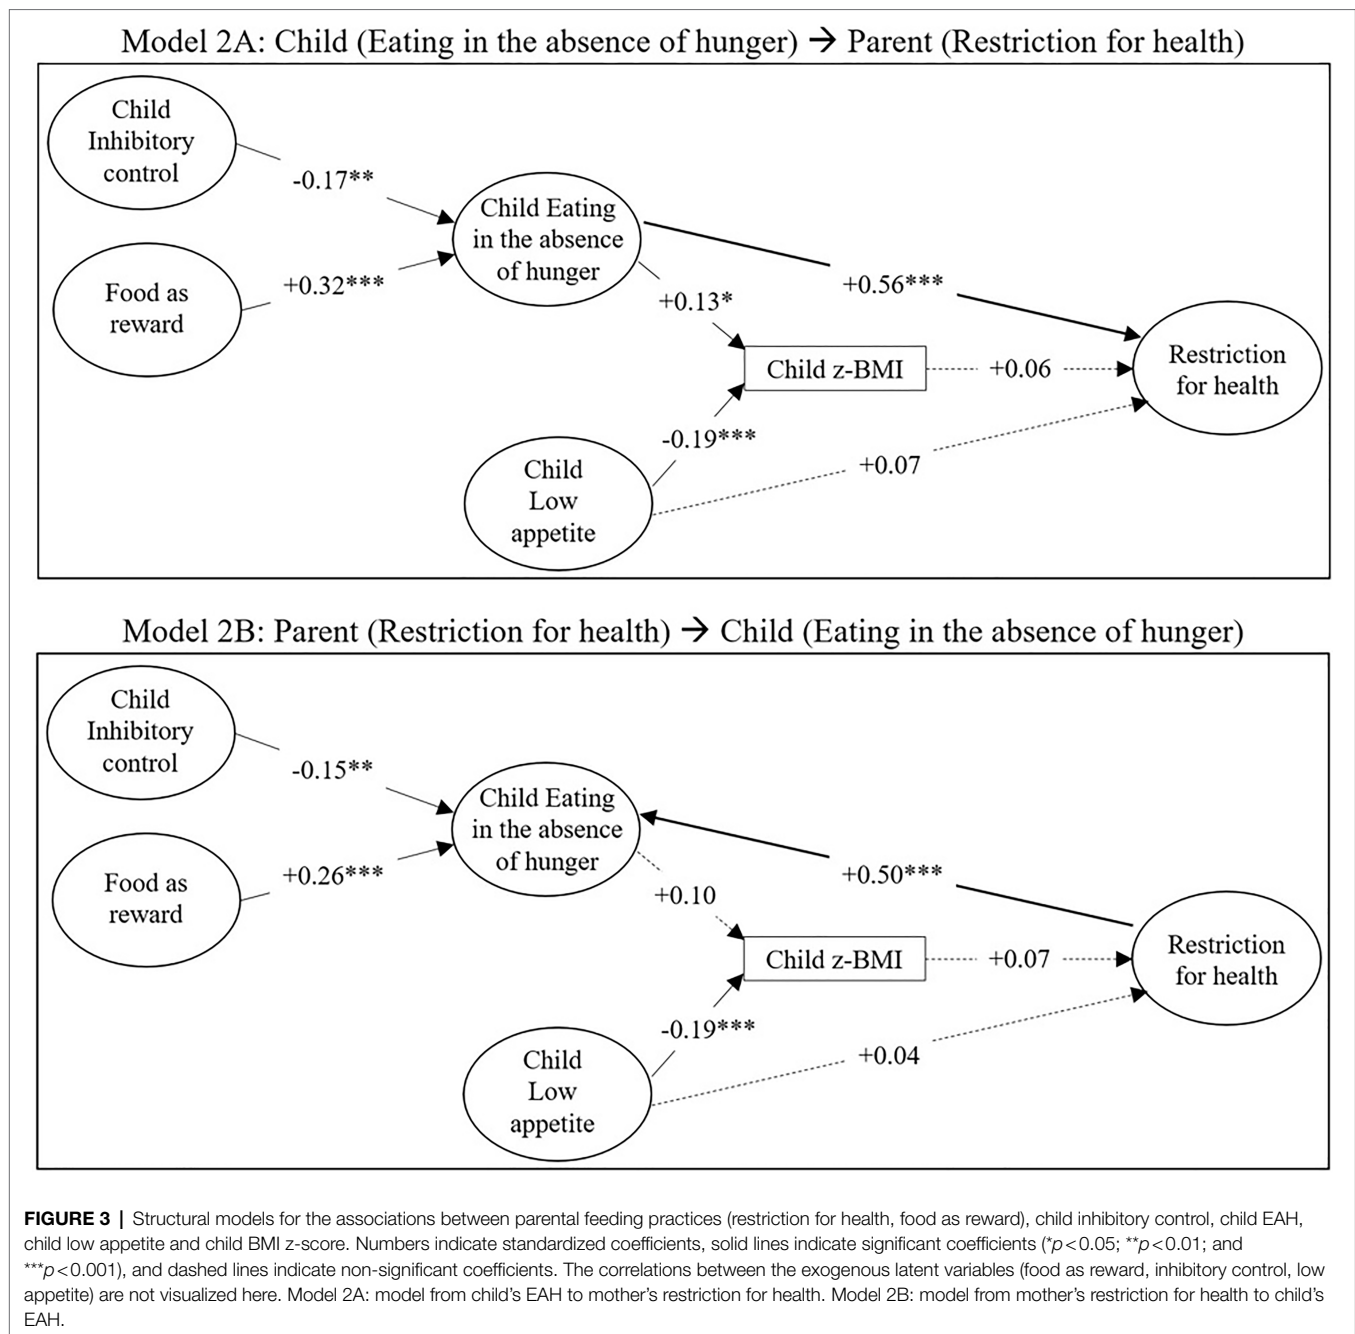 Model 2A: Child (Eating in the absence of hunger) → Parent (Restriction for health)
Child
Inhibitory
control
-0.17**
Child Eating
in the absence
of hunger
Food as
reward
+0.32***
+0.56***
+0.13*
Child z-BMI
+0.06
Restriction
for health
-0.19***
Child
Low
appetite
+0.07
Model 2B: Parent (Restriction for health) → Child (Eating in the absence of hunger)
Child
Inhibitory
control
-0.15**
Child Eating
in the absence
of hunger
Food as
reward
+0.26***
+0.50***
+0.10
Child z-BMI
+0.07
Restriction
for health
-0.19***
Child
Low
appetite
+0.04
FIGURE 3 | Structural models for the associations between parental feeding practices (restriction for health, food as reward), child inhibitory control, child EAH,
child low appetite and child BMI z-score. Numbers indicate standardized coefficients, solid lines indicate significant coefficients (*p<0.05; **p<0.01; and
***p<0.001), and dashed lines indicate non-significant coefficients. The correlations between the exogenous latent variables (food as reward, inhibitory control, low
appetite) are not visualized here. Model 2A: model from child’s EAH to mother’s restriction for health. Model 2B: model from mother’s restriction for health to child’s
EAH.